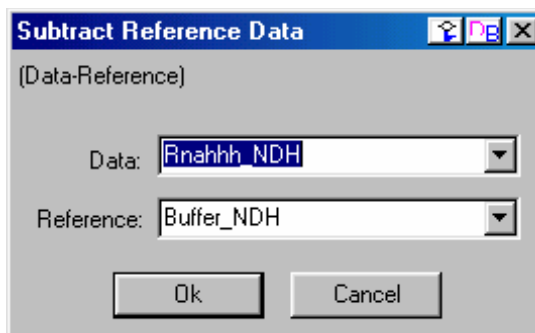 Subtract Reference Data
(Data-Reference)
Data: Rnahhh_NDH
Reference: Buffer_NDH
Ok Cancel